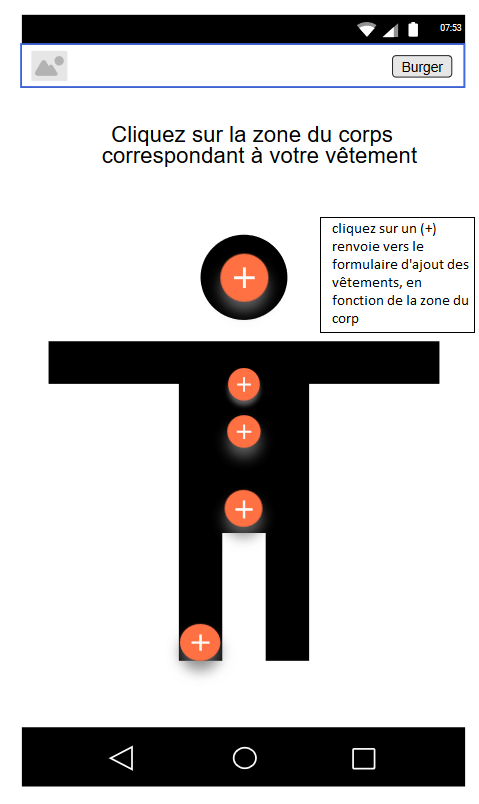 07:53
Burger
Cliquez sur la zone du corps
correspondant à votre vêtement
cliquez sur un (+)
renvoie vers le
formulaire d'ajout des
vêtements, en
fonction de la zone du
corp